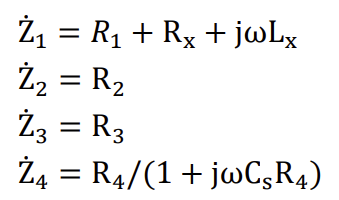 Ż₁ = R₁ + Rₓ + jωLₓ
Ż₂ = R₂
Ż₃ = R₃
Ż₄ = R₄/(1 + jωCₛR₄)